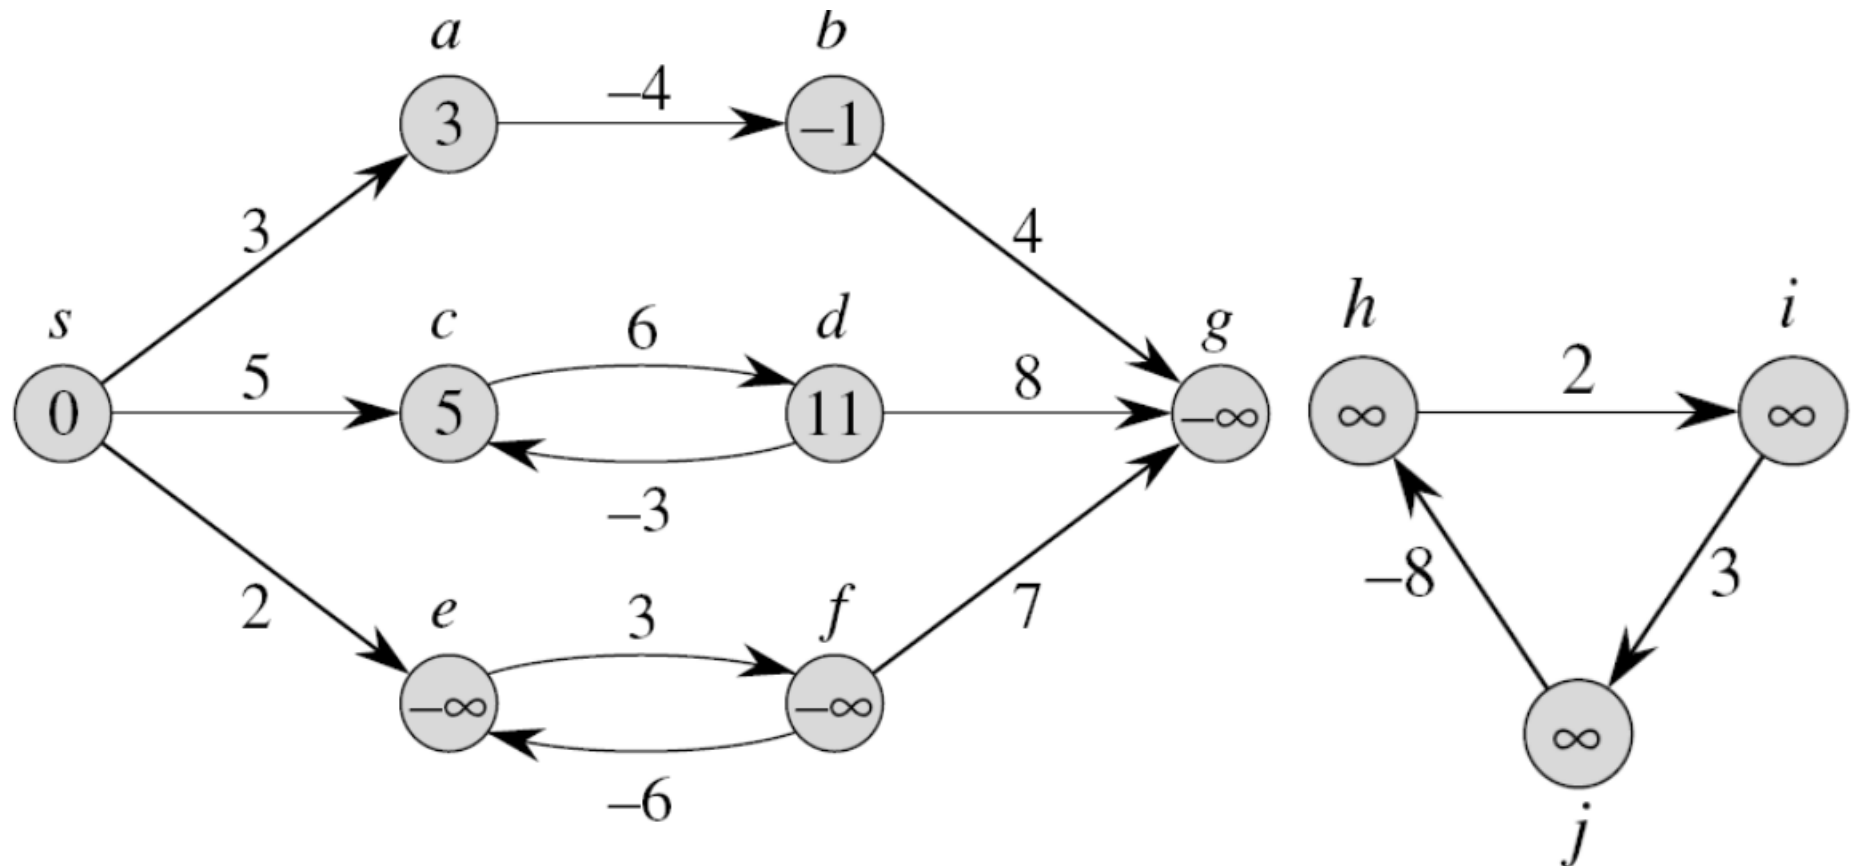 a b
3 –4 –1
3 4
s c 6 d g h i
0 5 5 11 8 –∞ ∞ 2 ∞
–3
2 e 3 f 7 –8 3
–∞ –∞ ∞
–6
j